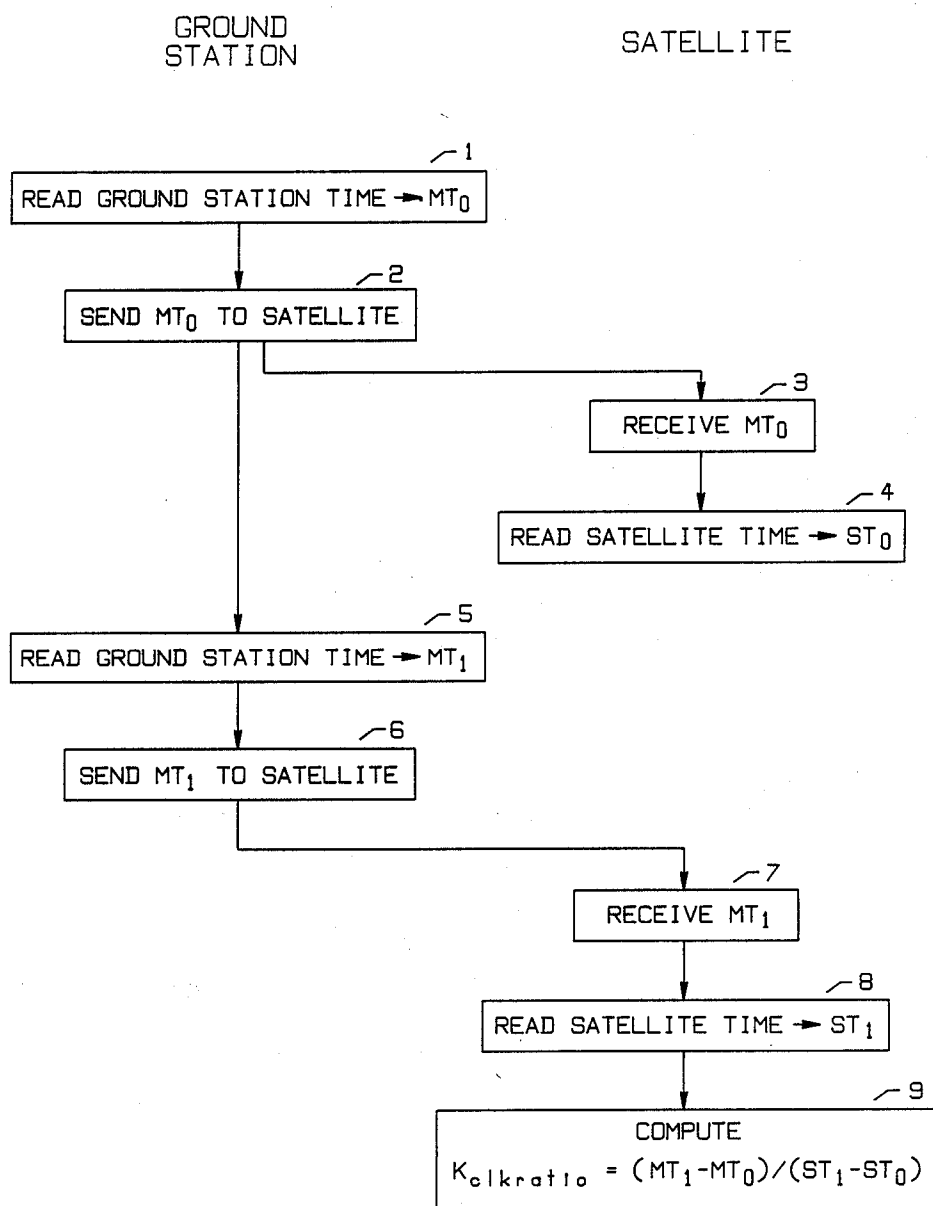 GROUND
STATION
SATELLITE
1
READ GROUND STATION TIME → MT₀
2
SEND MT₀ TO SATELLITE
3
RECEIVE MT₀
4
READ SATELLITE TIME → ST₀
5
READ GROUND STATION TIME → MT₁
6
SEND MT₁ TO SATELLITE
7
RECEIVE MT₁
8
READ SATELLITE TIME → ST₁
9
COMPUTE
K_clkratio = (MT₁-MT₀)/(ST₁-ST₀)